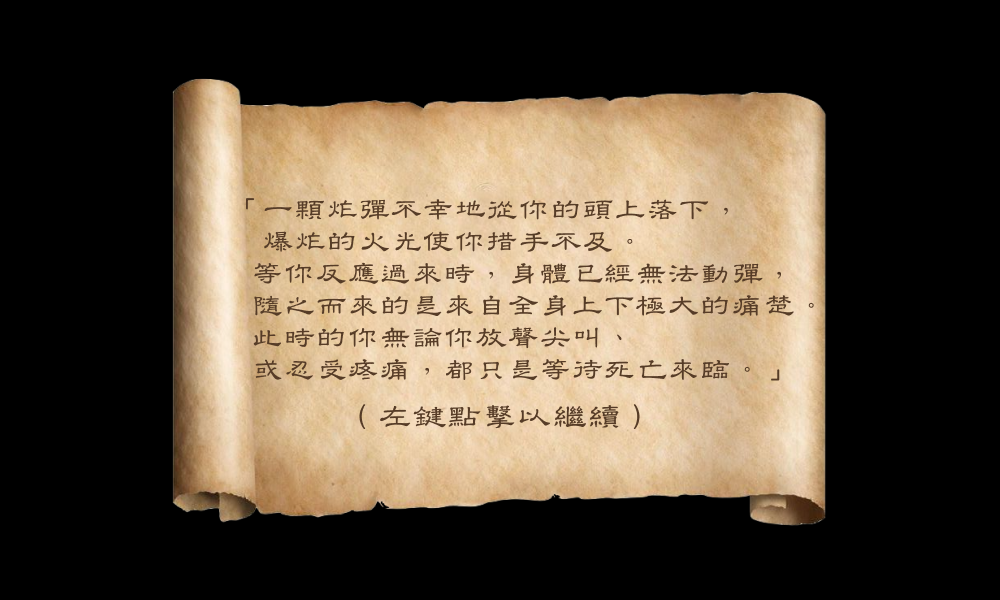 「一顆炸彈不幸地從你的頭上落下，
爆炸的火光使你措手不及。
等你反應過來時，身體已經無法動彈，
隨之而來的是來自全身上下極大的痛楚。
此時的你無論你放聲尖叫、
或忍受疼痛，都只是等待死亡來臨。」
(左鍵點擊以繼續)